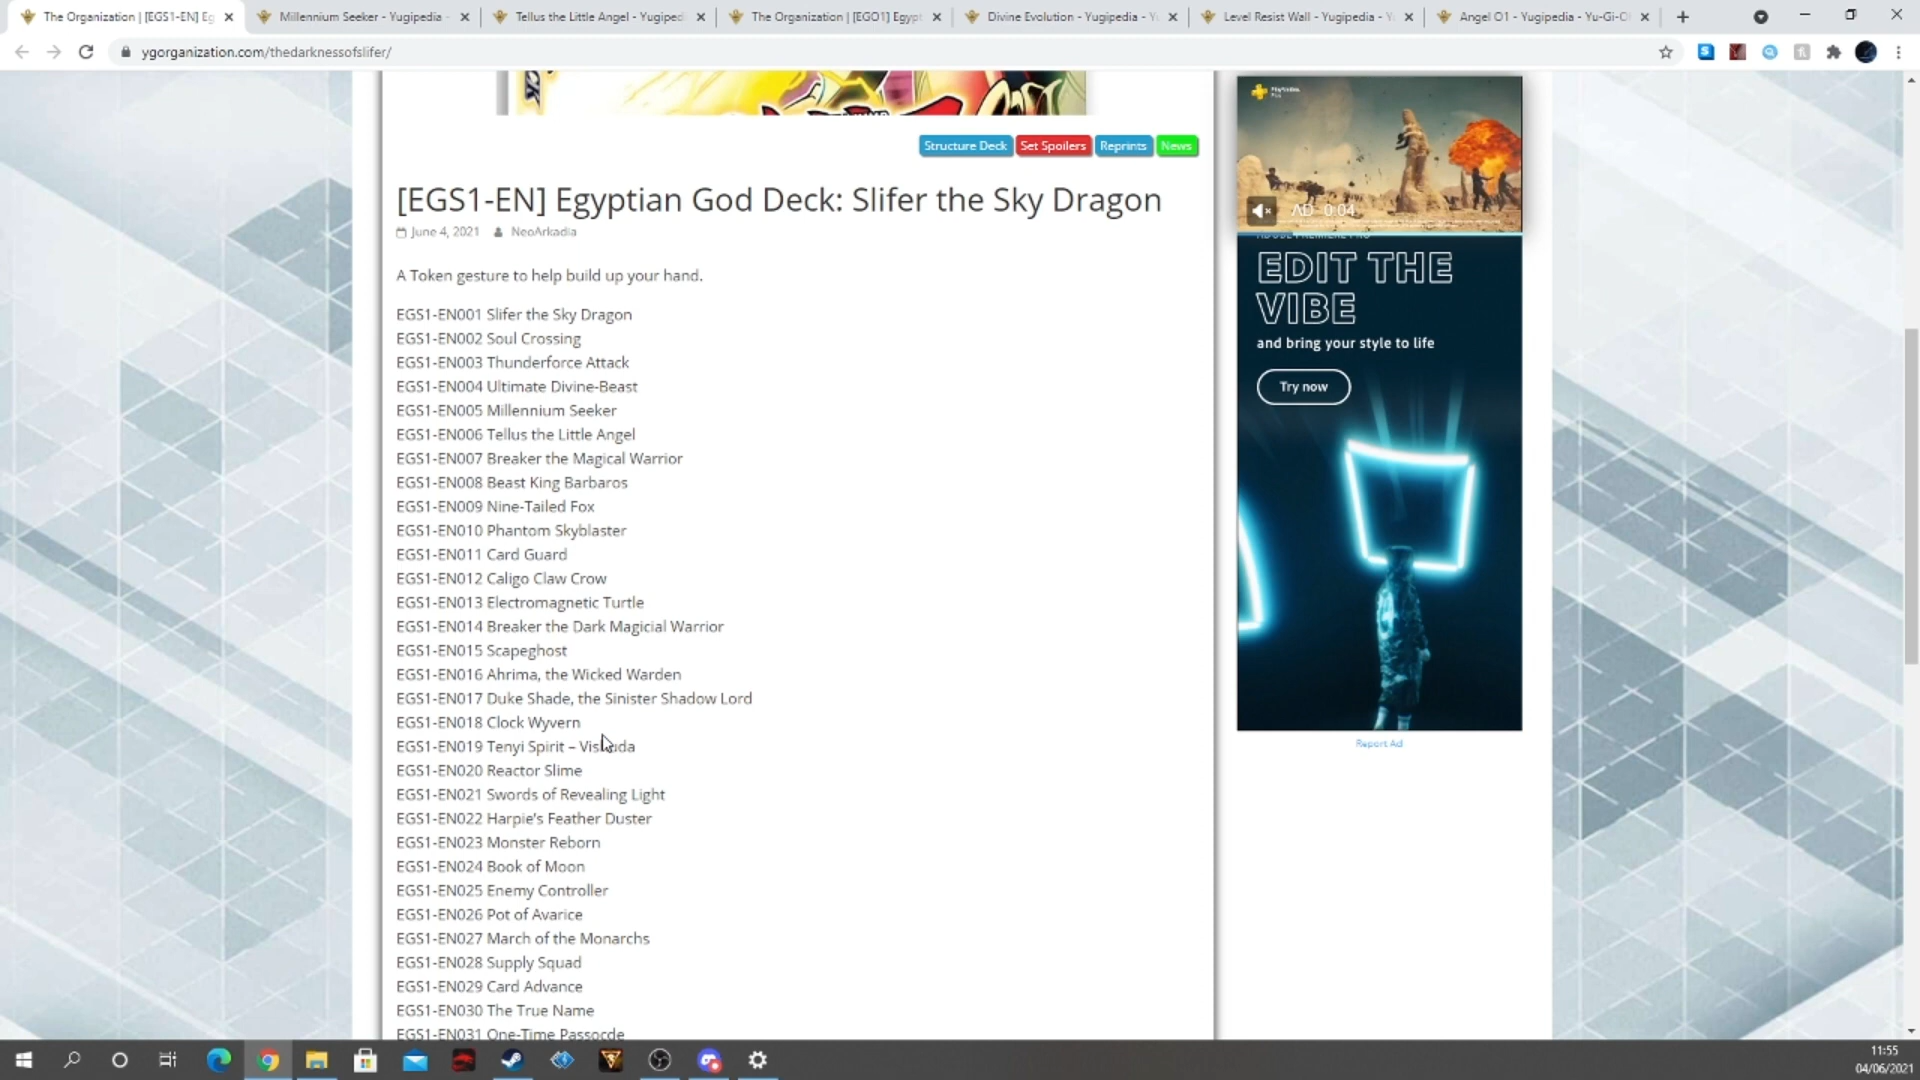 The Organization | [EGS1-EN] Eg
Millennium Seeker - Yugipedia -
Tellus the Little Angel - Yugiped
The Organization | [EGO1] Egypt
Divine Evolution - Yugipedia - Y
Level Resist Wall - Yugipedia - Y
Angel O1 - Yugipedia - Yu-Gi-O
ygorganization.com/thedarknessofslifer/
Structure Deck
Set Spoilers
Reprints
News
[EGS1-EN] Egyptian God Deck: Slifer the Sky Dragon
June 4, 2021 NeoArkadia
A Token gesture to help build up your hand.
EGS1-EN001 Slifer the Sky Dragon
EGS1-EN002 Soul Crossing
EGS1-EN003 Thunderforce Attack
EGS1-EN004 Ultimate Divine-Beast
EGS1-EN005 Millennium Seeker
EGS1-EN006 Tellus the Little Angel
EGS1-EN007 Breaker the Magical Warrior
EGS1-EN008 Beast King Barbaros
EGS1-EN009 Nine-Tailed Fox
EGS1-EN010 Phantom Skyblaster
EGS1-EN011 Card Guard
EGS1-EN012 Caligo Claw Crow
EGS1-EN013 Electromagnetic Turtle
EGS1-EN014 Breaker the Dark Magicial Warrior
EGS1-EN015 Scapeghost
EGS1-EN016 Ahrima, the Wicked Warden
EGS1-EN017 Duke Shade, the Sinister Shadow Lord
EGS1-EN018 Clock Wyvern
EGS1-EN019 Tenyi Spirit – Vishuda
EGS1-EN020 Reactor Slime
EGS1-EN021 Swords of Revealing Light
EGS1-EN022 Harpie's Feather Duster
EGS1-EN023 Monster Reborn
EGS1-EN024 Book of Moon
EGS1-EN025 Enemy Controller
EGS1-EN026 Pot of Avarice
EGS1-EN027 March of the Monarchs
EGS1-EN028 Supply Squad
EGS1-EN029 Card Advance
EGS1-EN030 The True Name
EGS1-EN031 One-Time Passocde
AD 0:04
EDIT THE
VIBE
and bring your style to life
Try now
Report Ad
11:55
04/06/2021